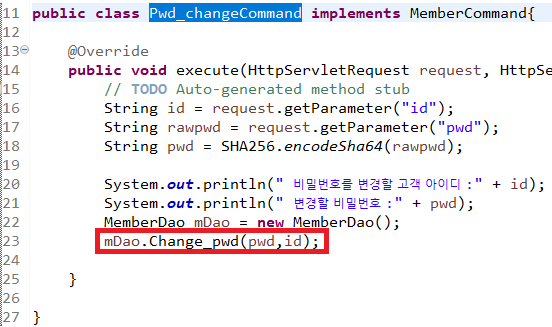 11 public class Pwd_changeCommand implements MemberCommand{
12
13 @Override
14 public void execute(HttpServletRequest request, HttpSe
15 // TODO Auto-generated method stub
16 String id = request.getParameter("id");
17 String rawpwd = request.getParameter("pwd");
18 String pwd = SHA256.encodeSha64(rawpwd);
19
20 System.out.println(" 비밀번호를 변경할 고객 아이디 :" + id);
21 System.out.println(" 변경할 비밀번호 :" + pwd);
22 MemberDao mDao = new MemberDao();
23 mDao.Change_pwd(pwd,id);
24
25 }
26
27 }